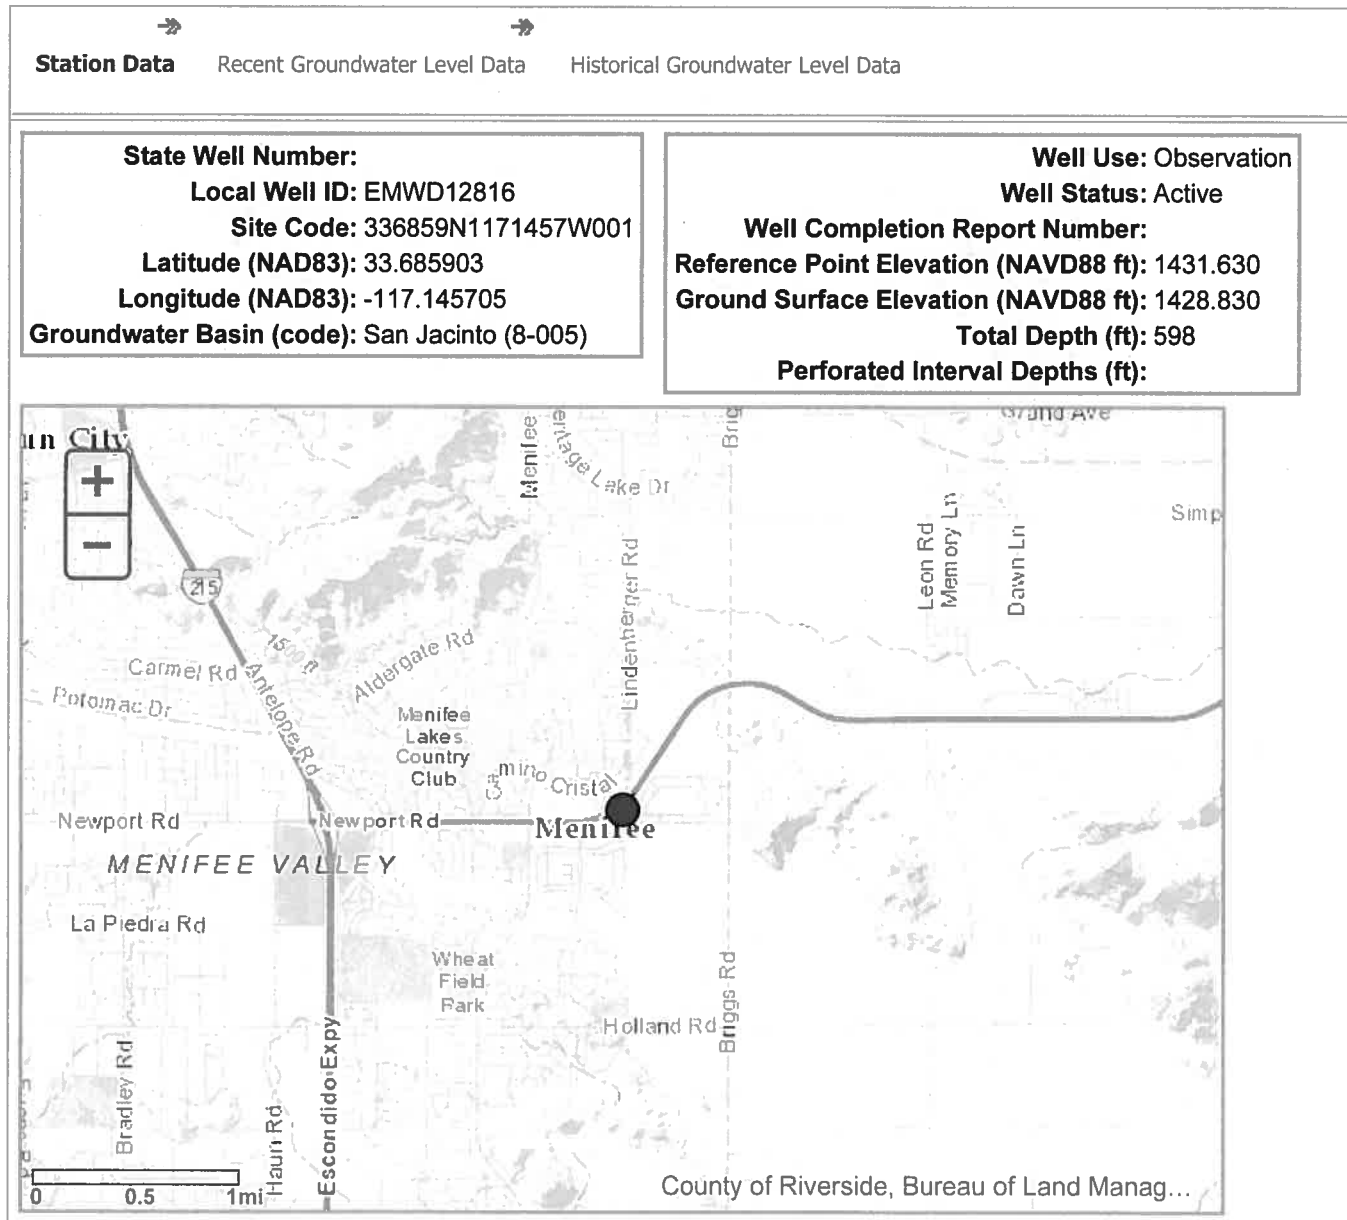 Station Data Recent Groundwater Level Data Historical Groundwater Level Data
State Well Number:
Local Well ID: EMWD12816
Site Code: 336859N1171457W001
Latitude (NAD83): 33.685903
Longitude (NAD83): -117.145705
Groundwater Basin (code): San Jacinto (8-005)
Well Use: Observation
Well Status: Active
Well Completion Report Number:
Reference Point Elevation (NAVD88 ft): 1431.630
Ground Surface Elevation (NAVD88 ft): 1428.830
Total Depth (ft): 598
Perforated Interval Depths (ft):
Grand Ave
un City
+
−
Menifee
ertage Lake Dr
Brig
Simp
Leon Rd
Memory Ln
Dawn Ln
215
Lindenberger Rd
1500 ft
Carmel Rd
Antelope Rd
Aldergate Rd
Potomac Dr
Menifee
Lakes
Country
Club
mino Cristal
Newport Rd
Newport Rd
Menifee
MENIFEE VALLEY
La Piedra Rd
Wheat
Field
Park
Holland Rd
Briggs Rd
Bradley Rd
Haun Rd
Escondido Expy
0 0.5 1mi
County of Riverside, Bureau of Land Manag...